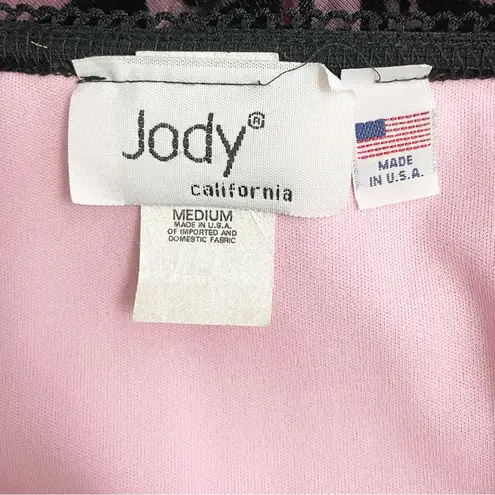 Jody®
california
MADE
IN U.S.A.
MEDIUM
MADE IN U.S.A.
OF IMPORTED AND
DOMESTIC FABRIC